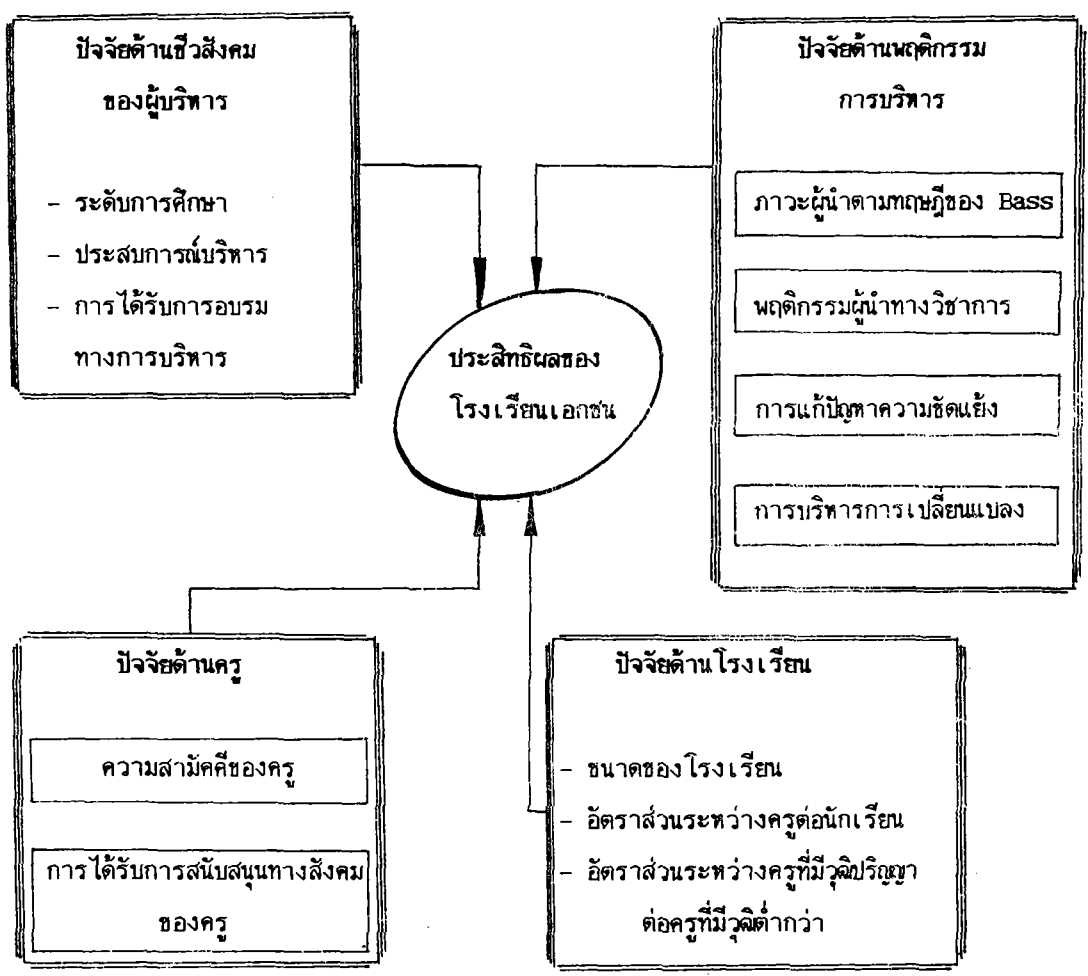 ปัจจัยด้านชีวสังคม
ของผู้บริหาร
- ระดับการศึกษา
- ประสบการณ์บริหาร
- การได้รับการอบรม
ทางการบริหาร
ปัจจัยด้านพฤติกรรม
การบริหาร
ภาวะผู้นำตามทฤษฎีของ Bass
พฤติกรรมผู้นำทางวิชาการ
การแก้ปัญหาความขัดแย้ง
การบริหารการเปลี่ยนแปลง
ประสิทธิผลของ
โรงเรียนเอกชน
ปัจจัยด้านครู
ความสามัคคีของครู
การได้รับการสนับสนุนทางสังคม
ของครู
ปัจจัยด้านโรงเรียน
- ขนาดของโรงเรียน
- อัตราส่วนระหว่างครูต่อนักเรียน
- อัตราส่วนระหว่างครูที่มีวุฒิปริญญา
ต่อครูที่มีวุฒิต่ำกว่า